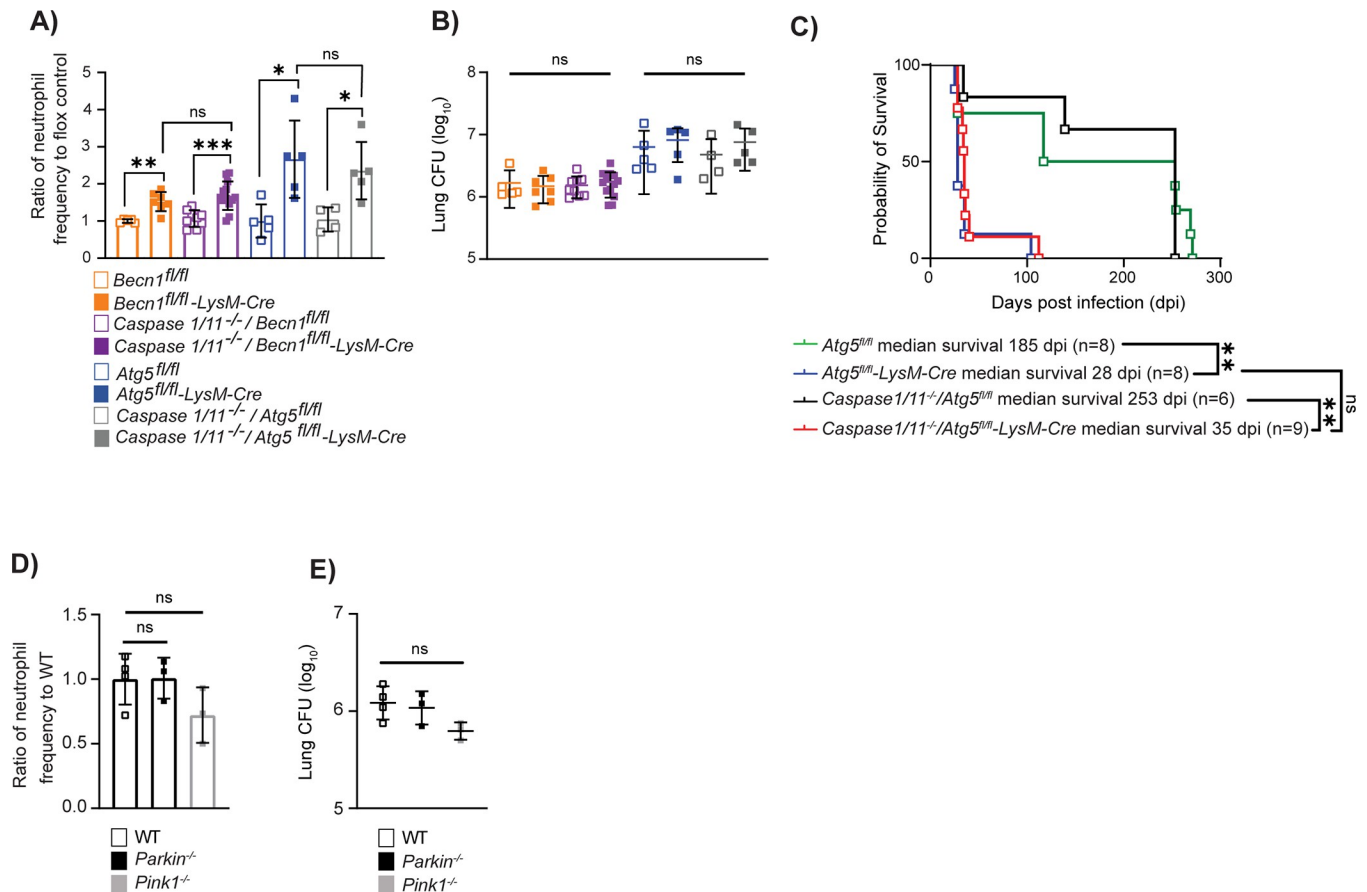 A)
Ratio of neutrophil
frequency to flox control
5
4
3
2
1
0
**
ns
***
*
ns
*
Becn1fl/fl
Becn1fl/fl-LysM-Cre
Caspase 1/11-/-/ Becn1fl/fl
Caspase 1/11-/-/ Becn1fl/fl-LysM-Cre
Atg5fl/fl
Atg5fl/fl-LysM-Cre
Caspase 1/11-/-/ Atg5fl/fl
Caspase 1/11-/-/ Atg5 fl/fl-LysM-Cre
B)
Lung CFU (log10)
8
7
6
5
ns
ns
C)
Probability of Survival
100
50
0
0 100 200 300
Days post infection (dpi)
Atg5fl/fl median survival 185 dpi (n=8)
Atg5fl/fl-LysM-Cre median survival 28 dpi (n=8)
Caspase1/11-/-/Atg5fl/fl median survival 253 dpi (n=6)
Caspase1/11-/-/Atg5fl/fl-LysM-Cre median survival 35 dpi (n=9)
**
**
ns
D)
Ratio of neutrophil
frequency to WT
1.5
1.0
0.5
0.0
ns
ns
WT
Parkin-/-
Pink1-/-
E)
Lung CFU (log10)
7
6
5
ns
WT
Parkin-/-
Pink1-/-